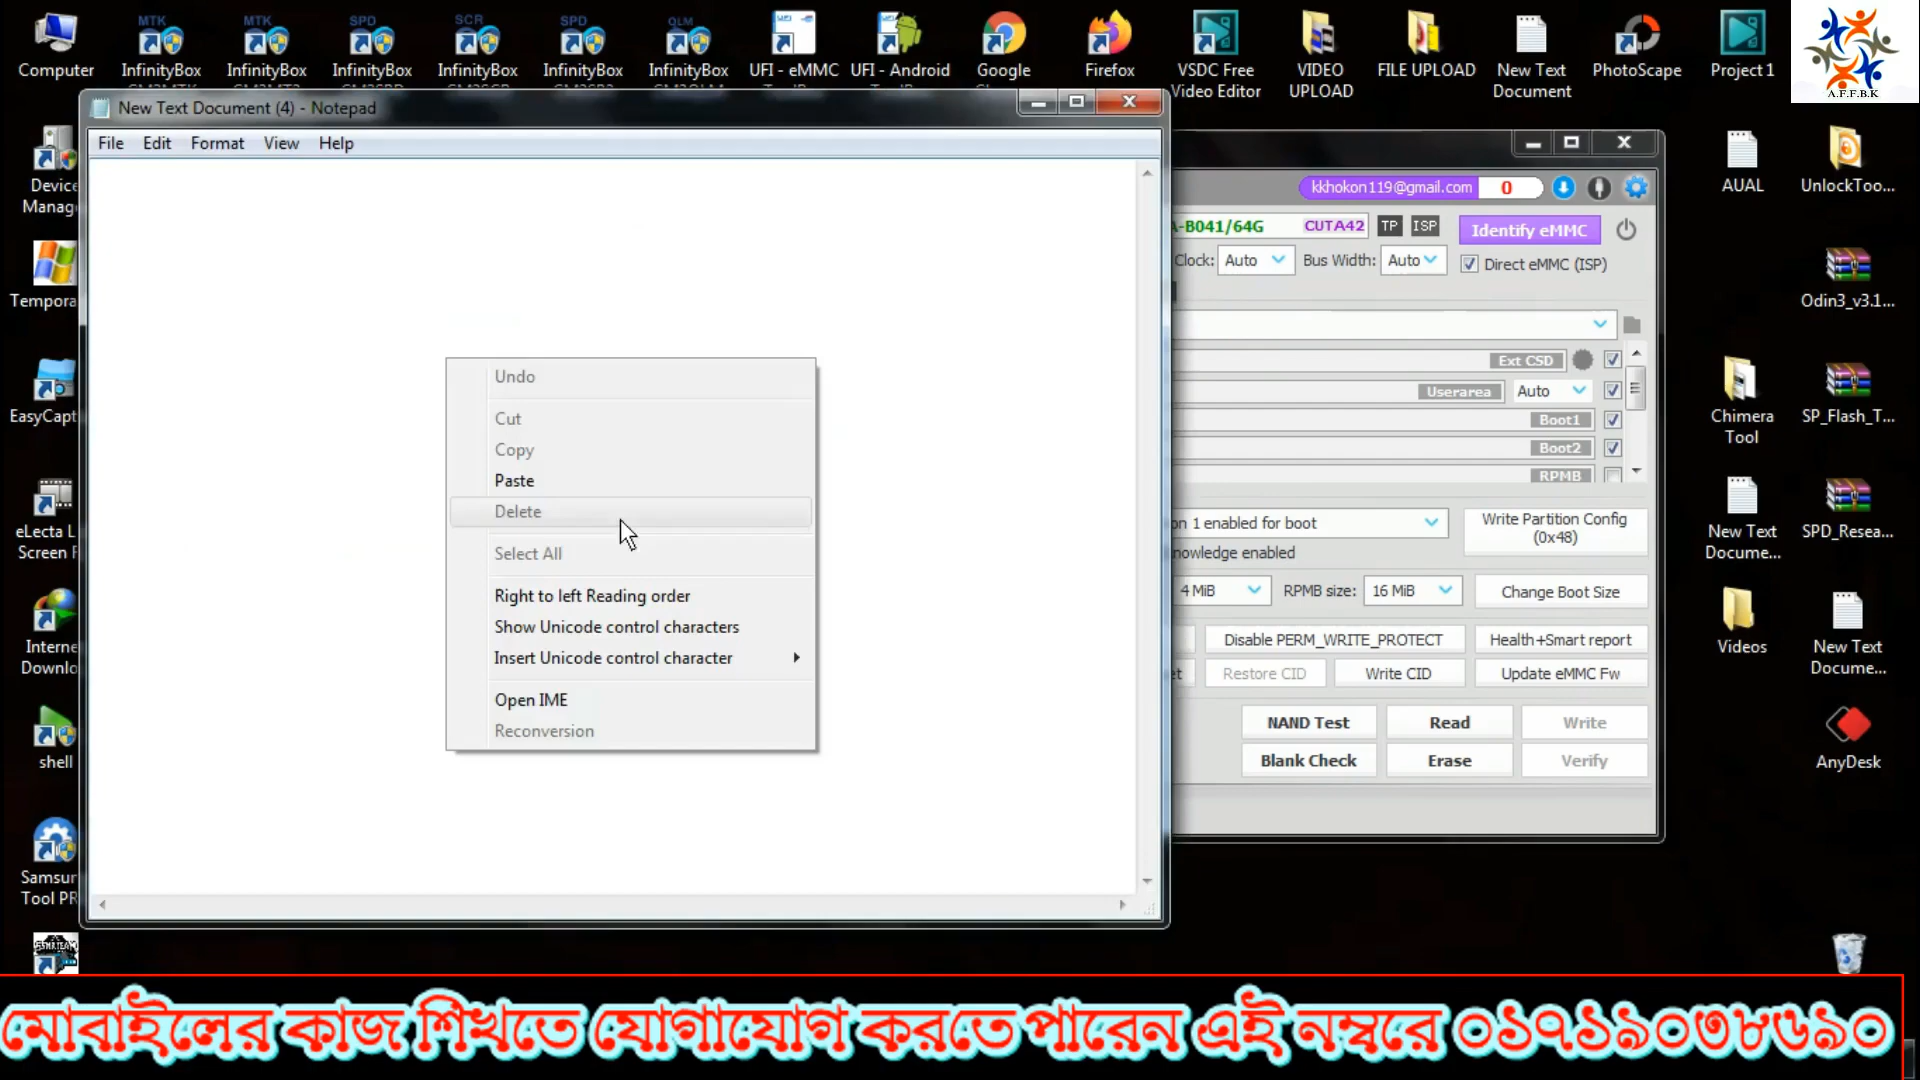 Computer
MTK
InfinityBox
MTK
InfinityBox
SPD
InfinityBox
SCR
InfinityBox
SPD
InfinityBox
QLM
InfinityBox
UFI - eMMC
UFI - Android
Google
Firefox
VSDC Free
Video Editor
VIDEO
UPLOAD
FILE UPLOAD
New Text
Document
PhotoScape
Project 1
A.F.F.B.K
New Text Document (4) - Notepad
File Edit Format View Help
Undo
Cut
Copy
Paste
Delete
Select All
Right to left Reading order
Show Unicode control characters
Insert Unicode control character
Open IME
Reconversion
kkhokon119@gmail.com 0
A-B041/64G CUTA42 TP ISP Identify eMMC
Clock: Auto Bus Width: Auto Direct eMMC (ISP)
Ext CSD
Userarea Auto
Boot1
Boot2
RPMB
on 1 enabled for boot
Write Partition Config
(0x48)
nowledge enabled
4 MiB RPMB size: 16 MiB Change Boot Size
Disable PERM_WRITE_PROTECT Health+Smart report
et Restore CID Write CID Update eMMC Fw
NAND Test Read Write
Blank Check Erase Verify
Device
Manag
Tempora
EasyCapt
eLecta L
Screen
Interne
Downlo
shell
Samsun
Tool PR
AUAL
UnlockToo...
Odin3_v3.1...
Chimera
Tool
SP_Flash_T...
New Text
Docume...
SPD_Resea...
Videos
New Text
Docume...
AnyDesk
মোবাইলের কাজ শিখতে যোগাযোগ করতে পারেন এই নম্বরে ০১৭১৯০৩৮৬৯০